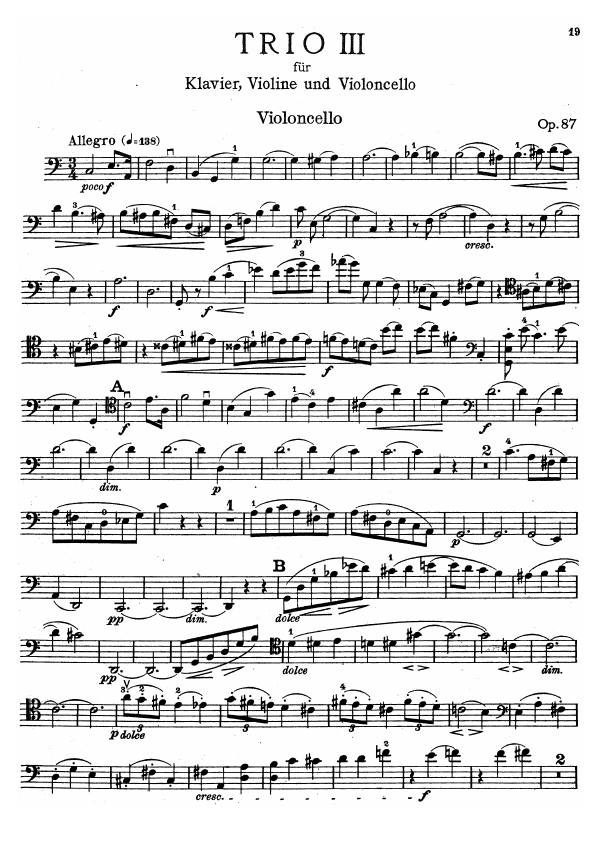 19
TRIO III
für
Klavier, Violine und Violoncello
Violoncello
Op. 87
Allegro (♩=138)
poco f
p
cresc.
f
f
A
f
f
dim.
p
2
1
p
B
pp
dim.
dolce
pp
dolce
dim.
p dolce
cresc.
f
2